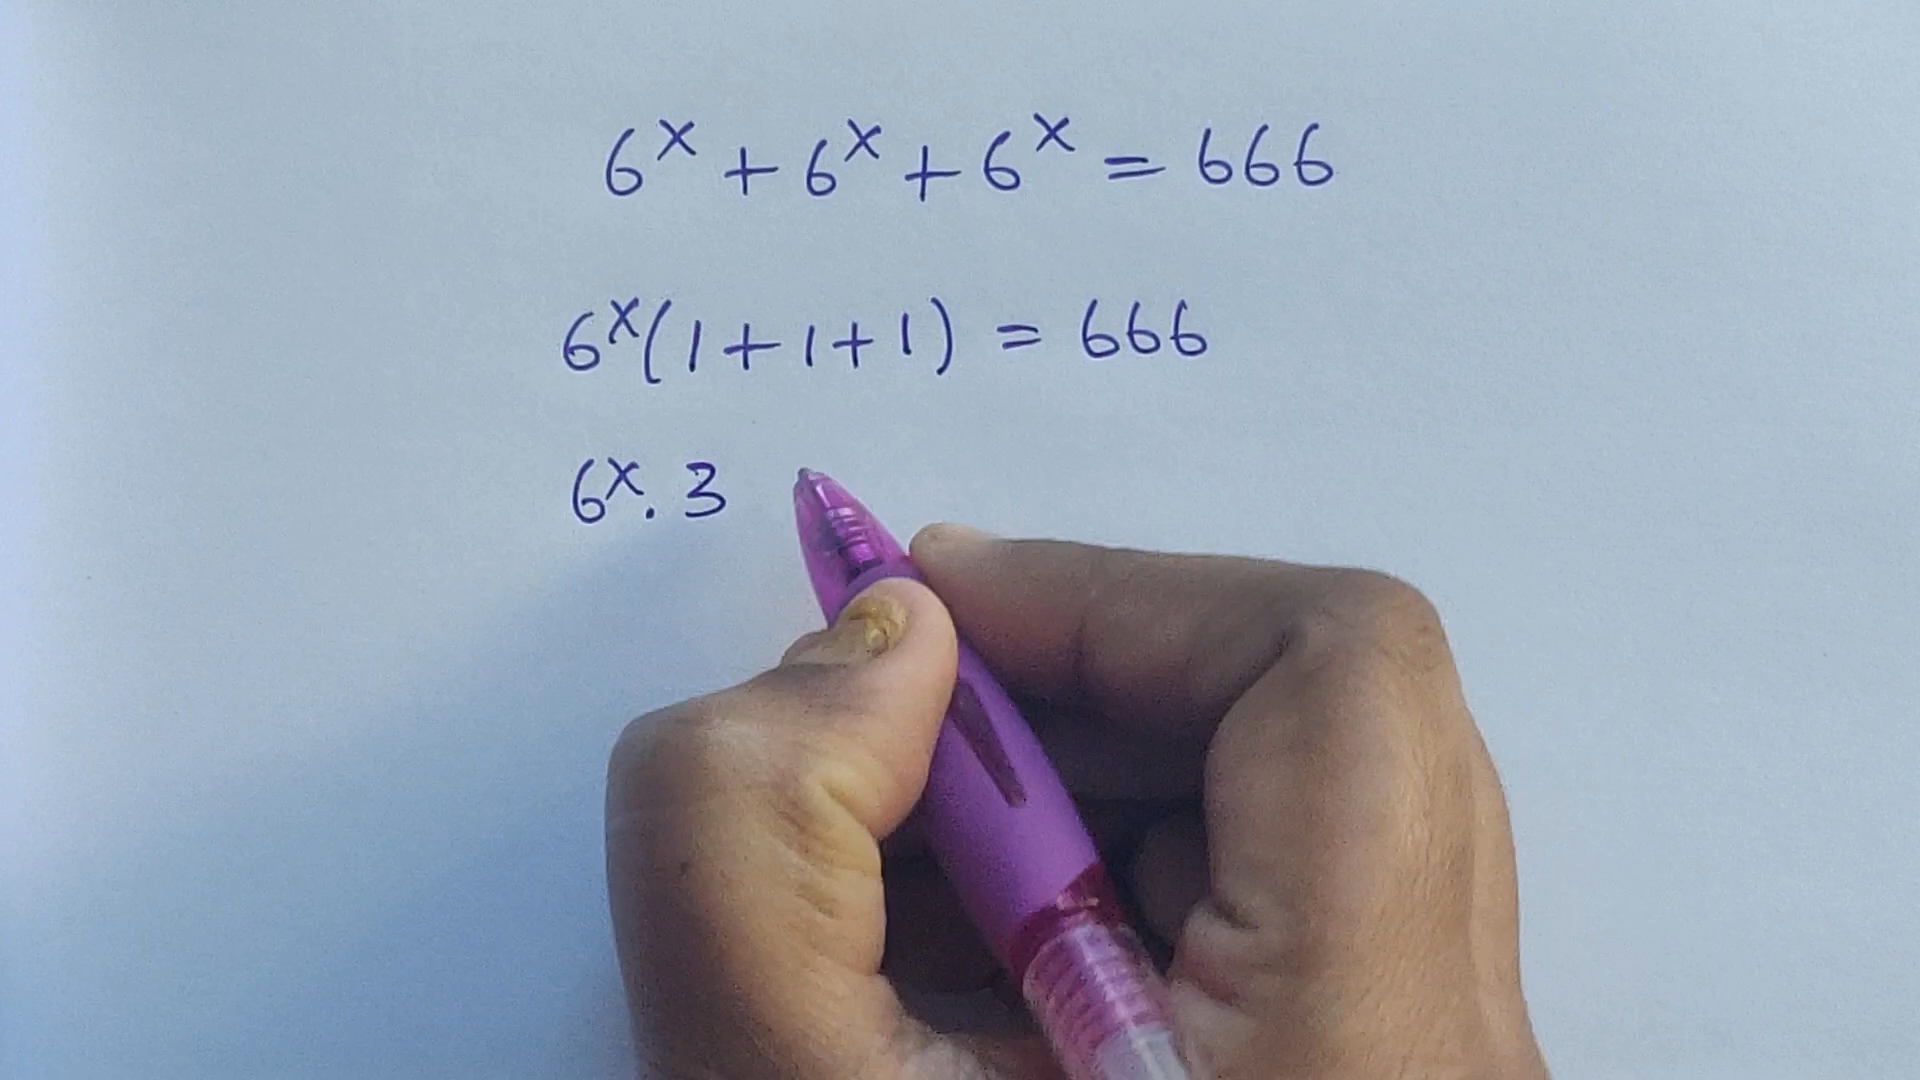 6^x + 6^x + 6^x = 666
6^x(1 + 1 + 1) = 666
6^x . 3